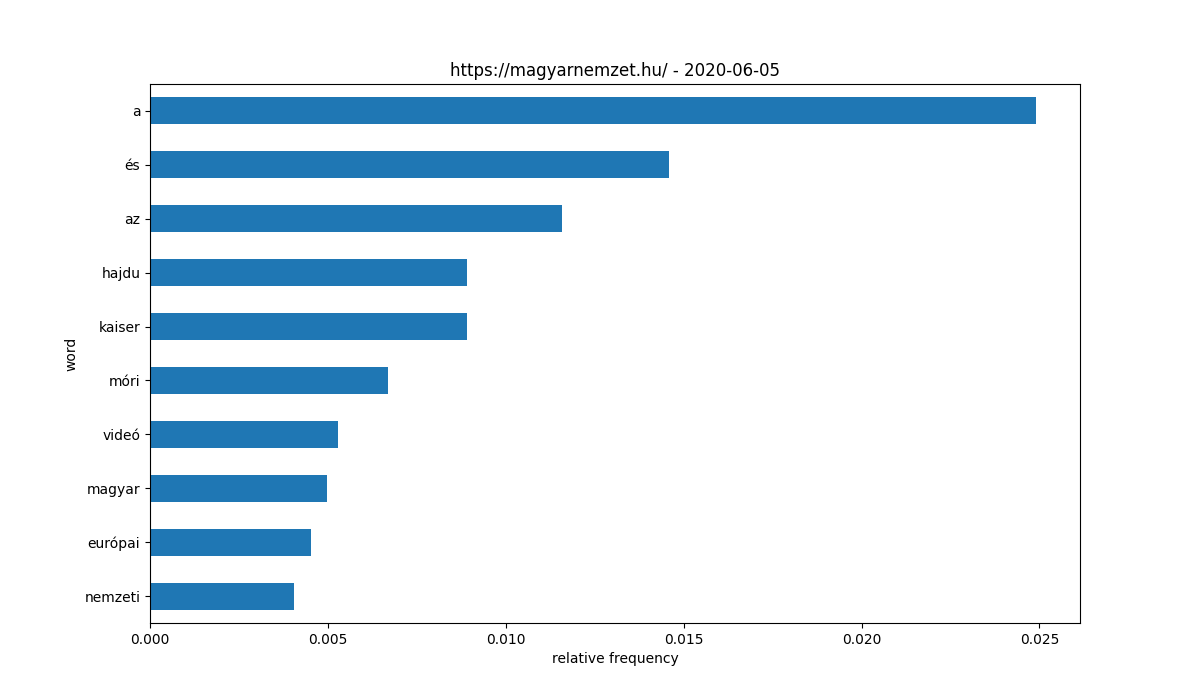 https://magyarnemzet.hu/ - 2020-06-05
a
és
az
hajdu
kaiser
móri
videó
magyar
európai
nemzeti
word
0.000 0.005 0.010 0.015 0.020 0.025
relative frequency